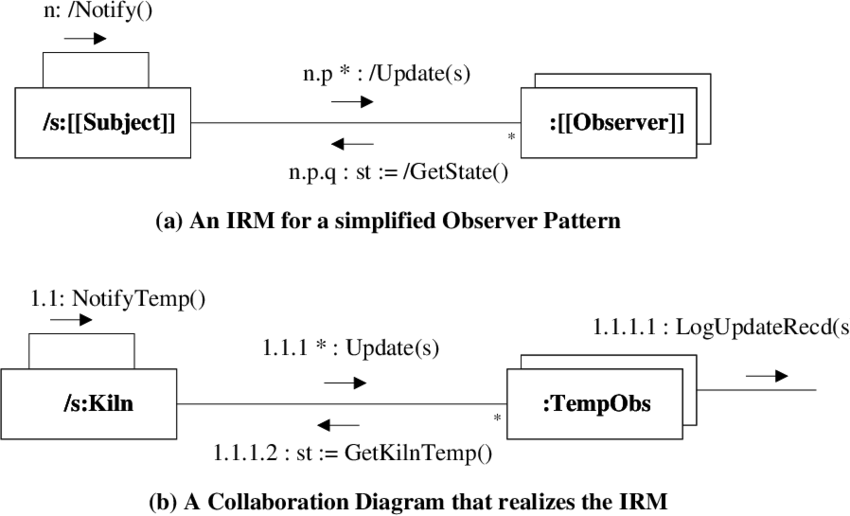 n: /Notify()
n.p * : /Update(s)
/s:[[Subject]]
:[[Observer]]
*
n.p.q : st := /GetState()
(a) An IRM for a simplified Observer Pattern
1.1: NotifyTemp()
1.1.1.1 : LogUpdateRecd(s
1.1.1 * : Update(s)
/s:Kiln
:TempObs
*
1.1.1.2 : st := GetKilnTemp()
(b) A Collaboration Diagram that realizes the IRM